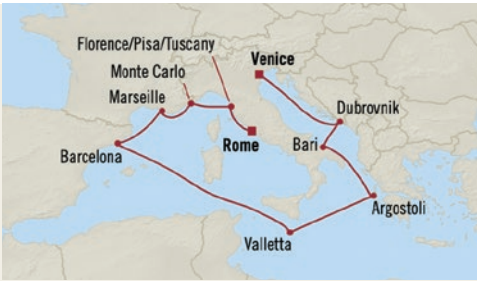 Florence/Pisa/Tuscany
Venice
Monte Carlo
Marseille
Dubrovnik
Rome
Bari
Barcelona
Argostoli
Valletta